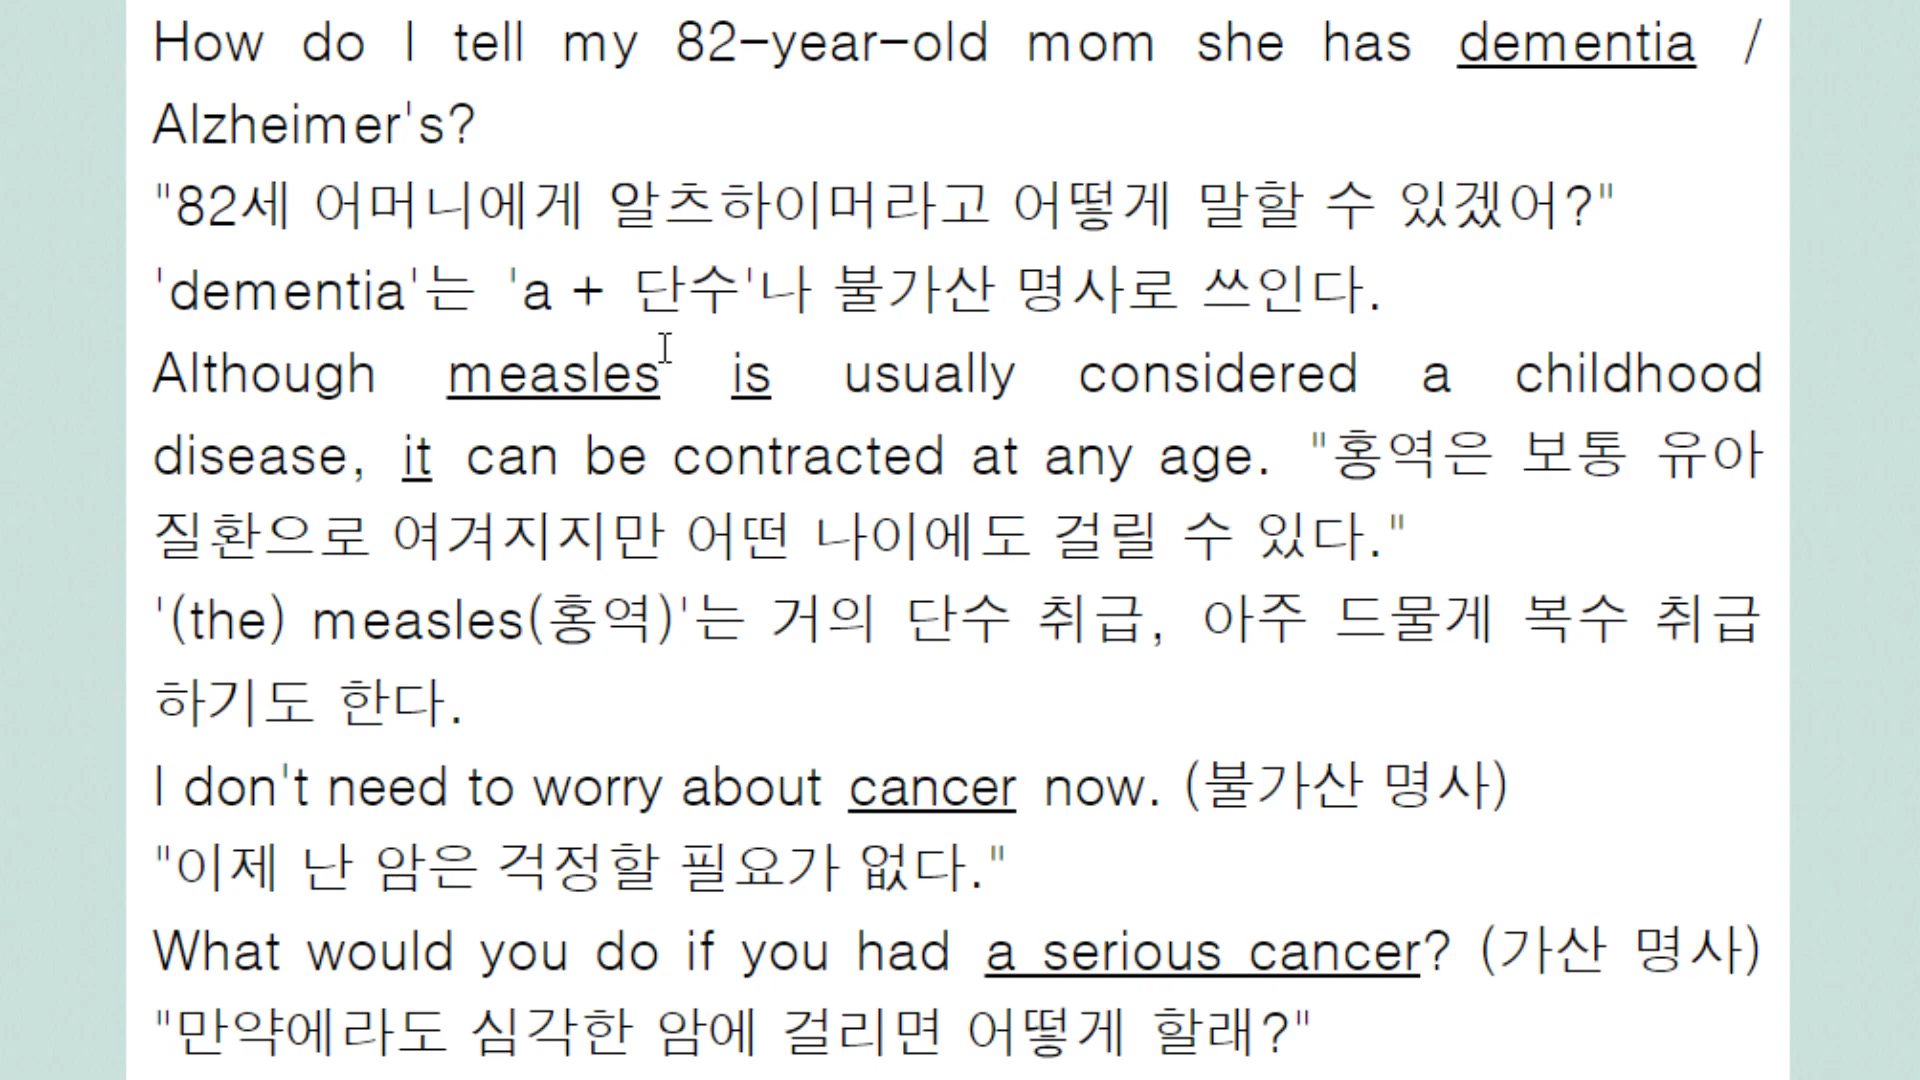 How do I tell my 82-year-old mom she has dementia /
Alzheimer's?
"82세 어머니에게 알츠하이머라고 어떻게 말할 수 있겠어?"
'dementia'는 'a + 단수'나 불가산 명사로 쓰인다.
Although measles is usually considered a childhood
disease, it can be contracted at any age. "홍역은 보통 유아
질환으로 여겨지지만 어떤 나이에도 걸릴 수 있다."
'(the) measles(홍역)'는 거의 단수 취급, 아주 드물게 복수 취급
하기도 한다.
I don't need to worry about cancer now. (불가산 명사)
"이제 난 암은 걱정할 필요가 없다."
What would you do if you had a serious cancer? (가산 명사)
"만약에라도 심각한 암에 걸리면 어떻게 할래?"